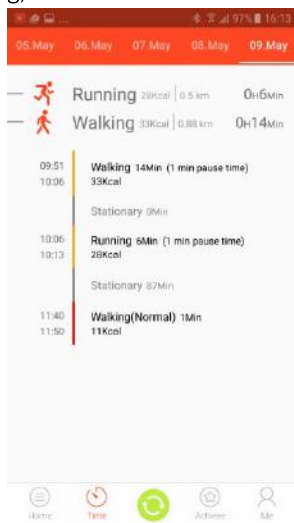 g,
97% 16:13
05.May 06.May 07.May 08.May 09.May
Running 28Kcal 0.5 km 0H6Min
Walking 33Kcal 0.88 km 0H14Min
09:51 Walking 14Min (1 min pause time)
10:06 33Kcal
Stationary 0Min
10:06 Running 6Min (1 min pause time)
10:13 28Kcal
Stationary 87Min
11:40 Walking(Normal) 1Min
11:50 11Kcal
Home Time Achieve Me